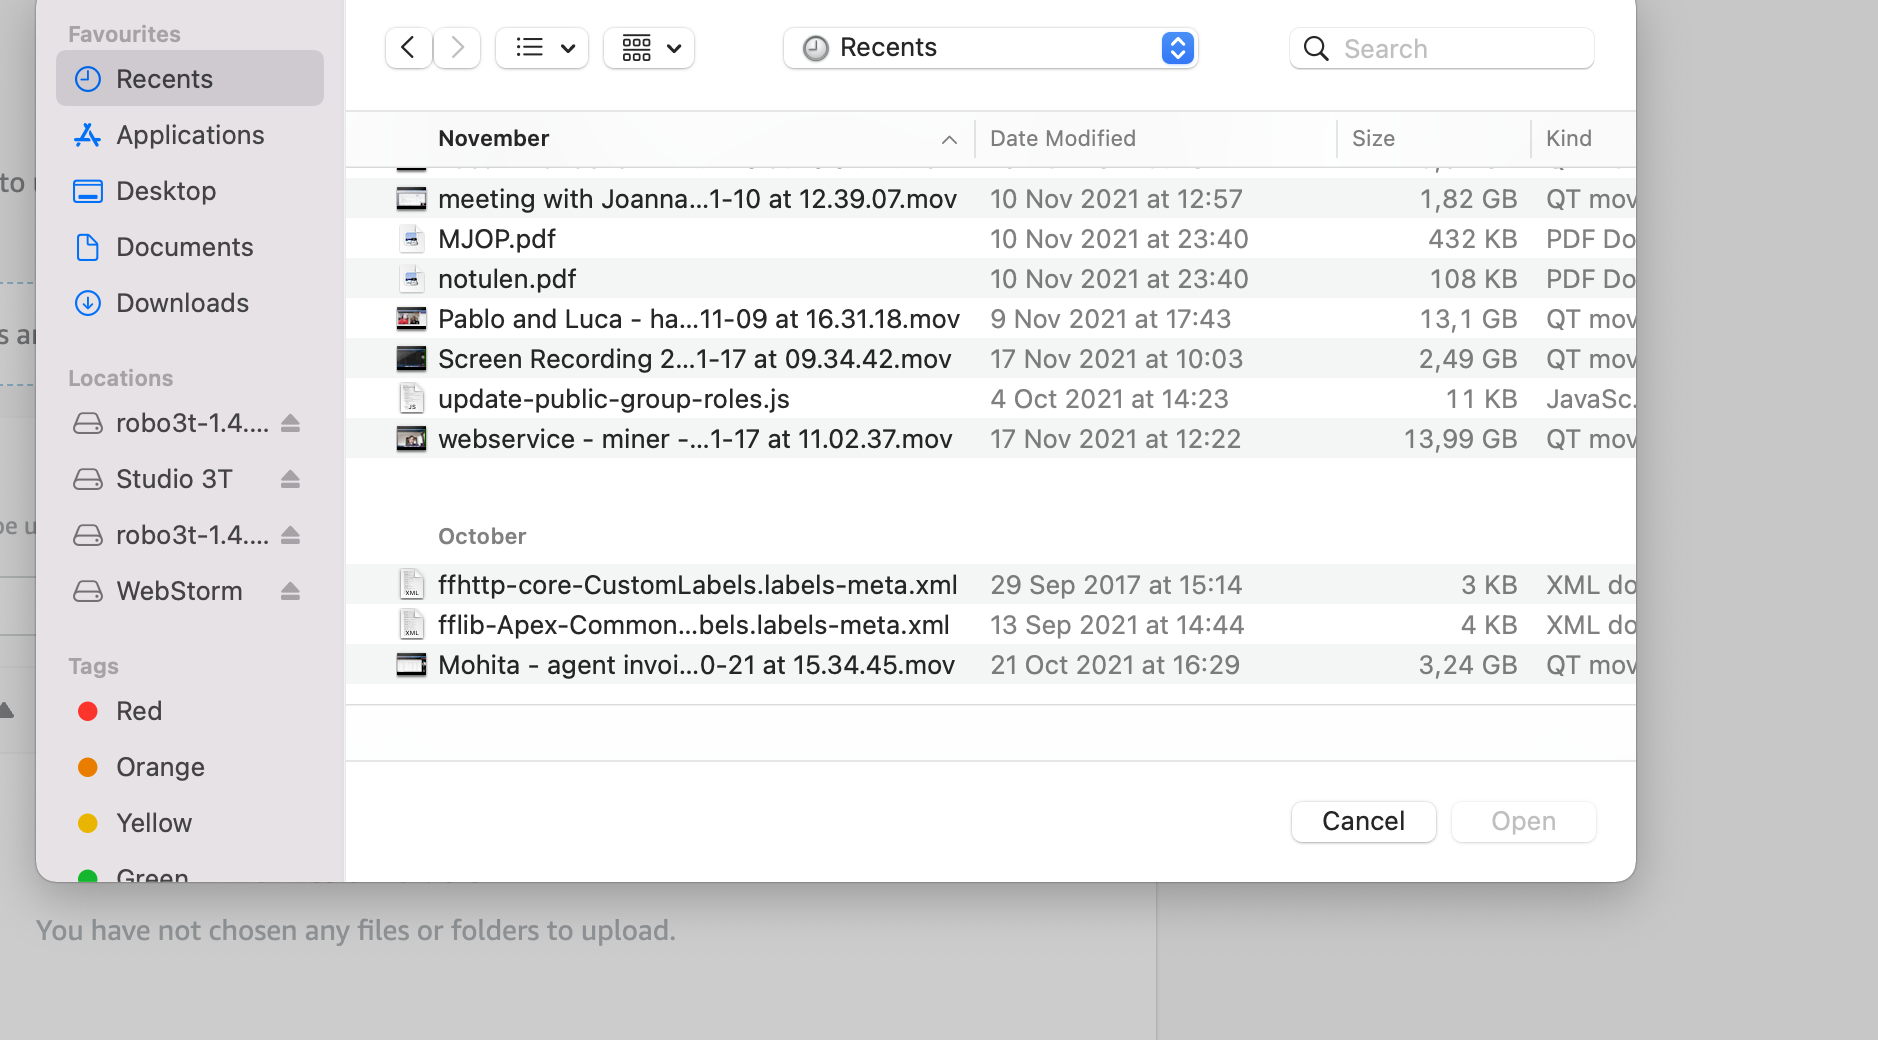 Favourites
Recents
Applications
Desktop
Documents
Downloads
Locations
robo3t-1.4....
Studio 3T
robo3t-1.4....
WebStorm
Tags
Red
Orange
Yellow
Green
Recents
Search
November Date Modified Size Kind
meeting with Joanna...1-10 at 12.39.07.mov 10 Nov 2021 at 12:57 1,82 GB QT mov
MJOP.pdf 10 Nov 2021 at 23:40 432 KB PDF Do
notulen.pdf 10 Nov 2021 at 23:40 108 KB PDF Do
Pablo and Luca - ha...11-09 at 16.31.18.mov 9 Nov 2021 at 17:43 13,1 GB QT mov
Screen Recording 2...1-17 at 09.34.42.mov 17 Nov 2021 at 10:03 2,49 GB QT mov
update-public-group-roles.js 4 Oct 2021 at 14:23 11 KB JavaSc.
webservice - miner -...1-17 at 11.02.37.mov 17 Nov 2021 at 12:22 13,99 GB QT mov
October
ffhttp-core-CustomLabels.labels-meta.xml 29 Sep 2017 at 15:14 3 KB XML do
fflib-Apex-Common...bels.labels-meta.xml 13 Sep 2021 at 14:44 4 KB XML do
Mohita - agent invoi...0-21 at 15.34.45.mov 21 Oct 2021 at 16:29 3,24 GB QT mov
Cancel Open
to
You have not chosen any files or folders to upload.